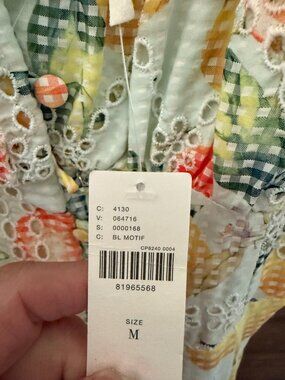 C: 4130
V: 064716
S: 0000168
C: BL MOTIF
CP8240 0004
81965568
SIZE
M